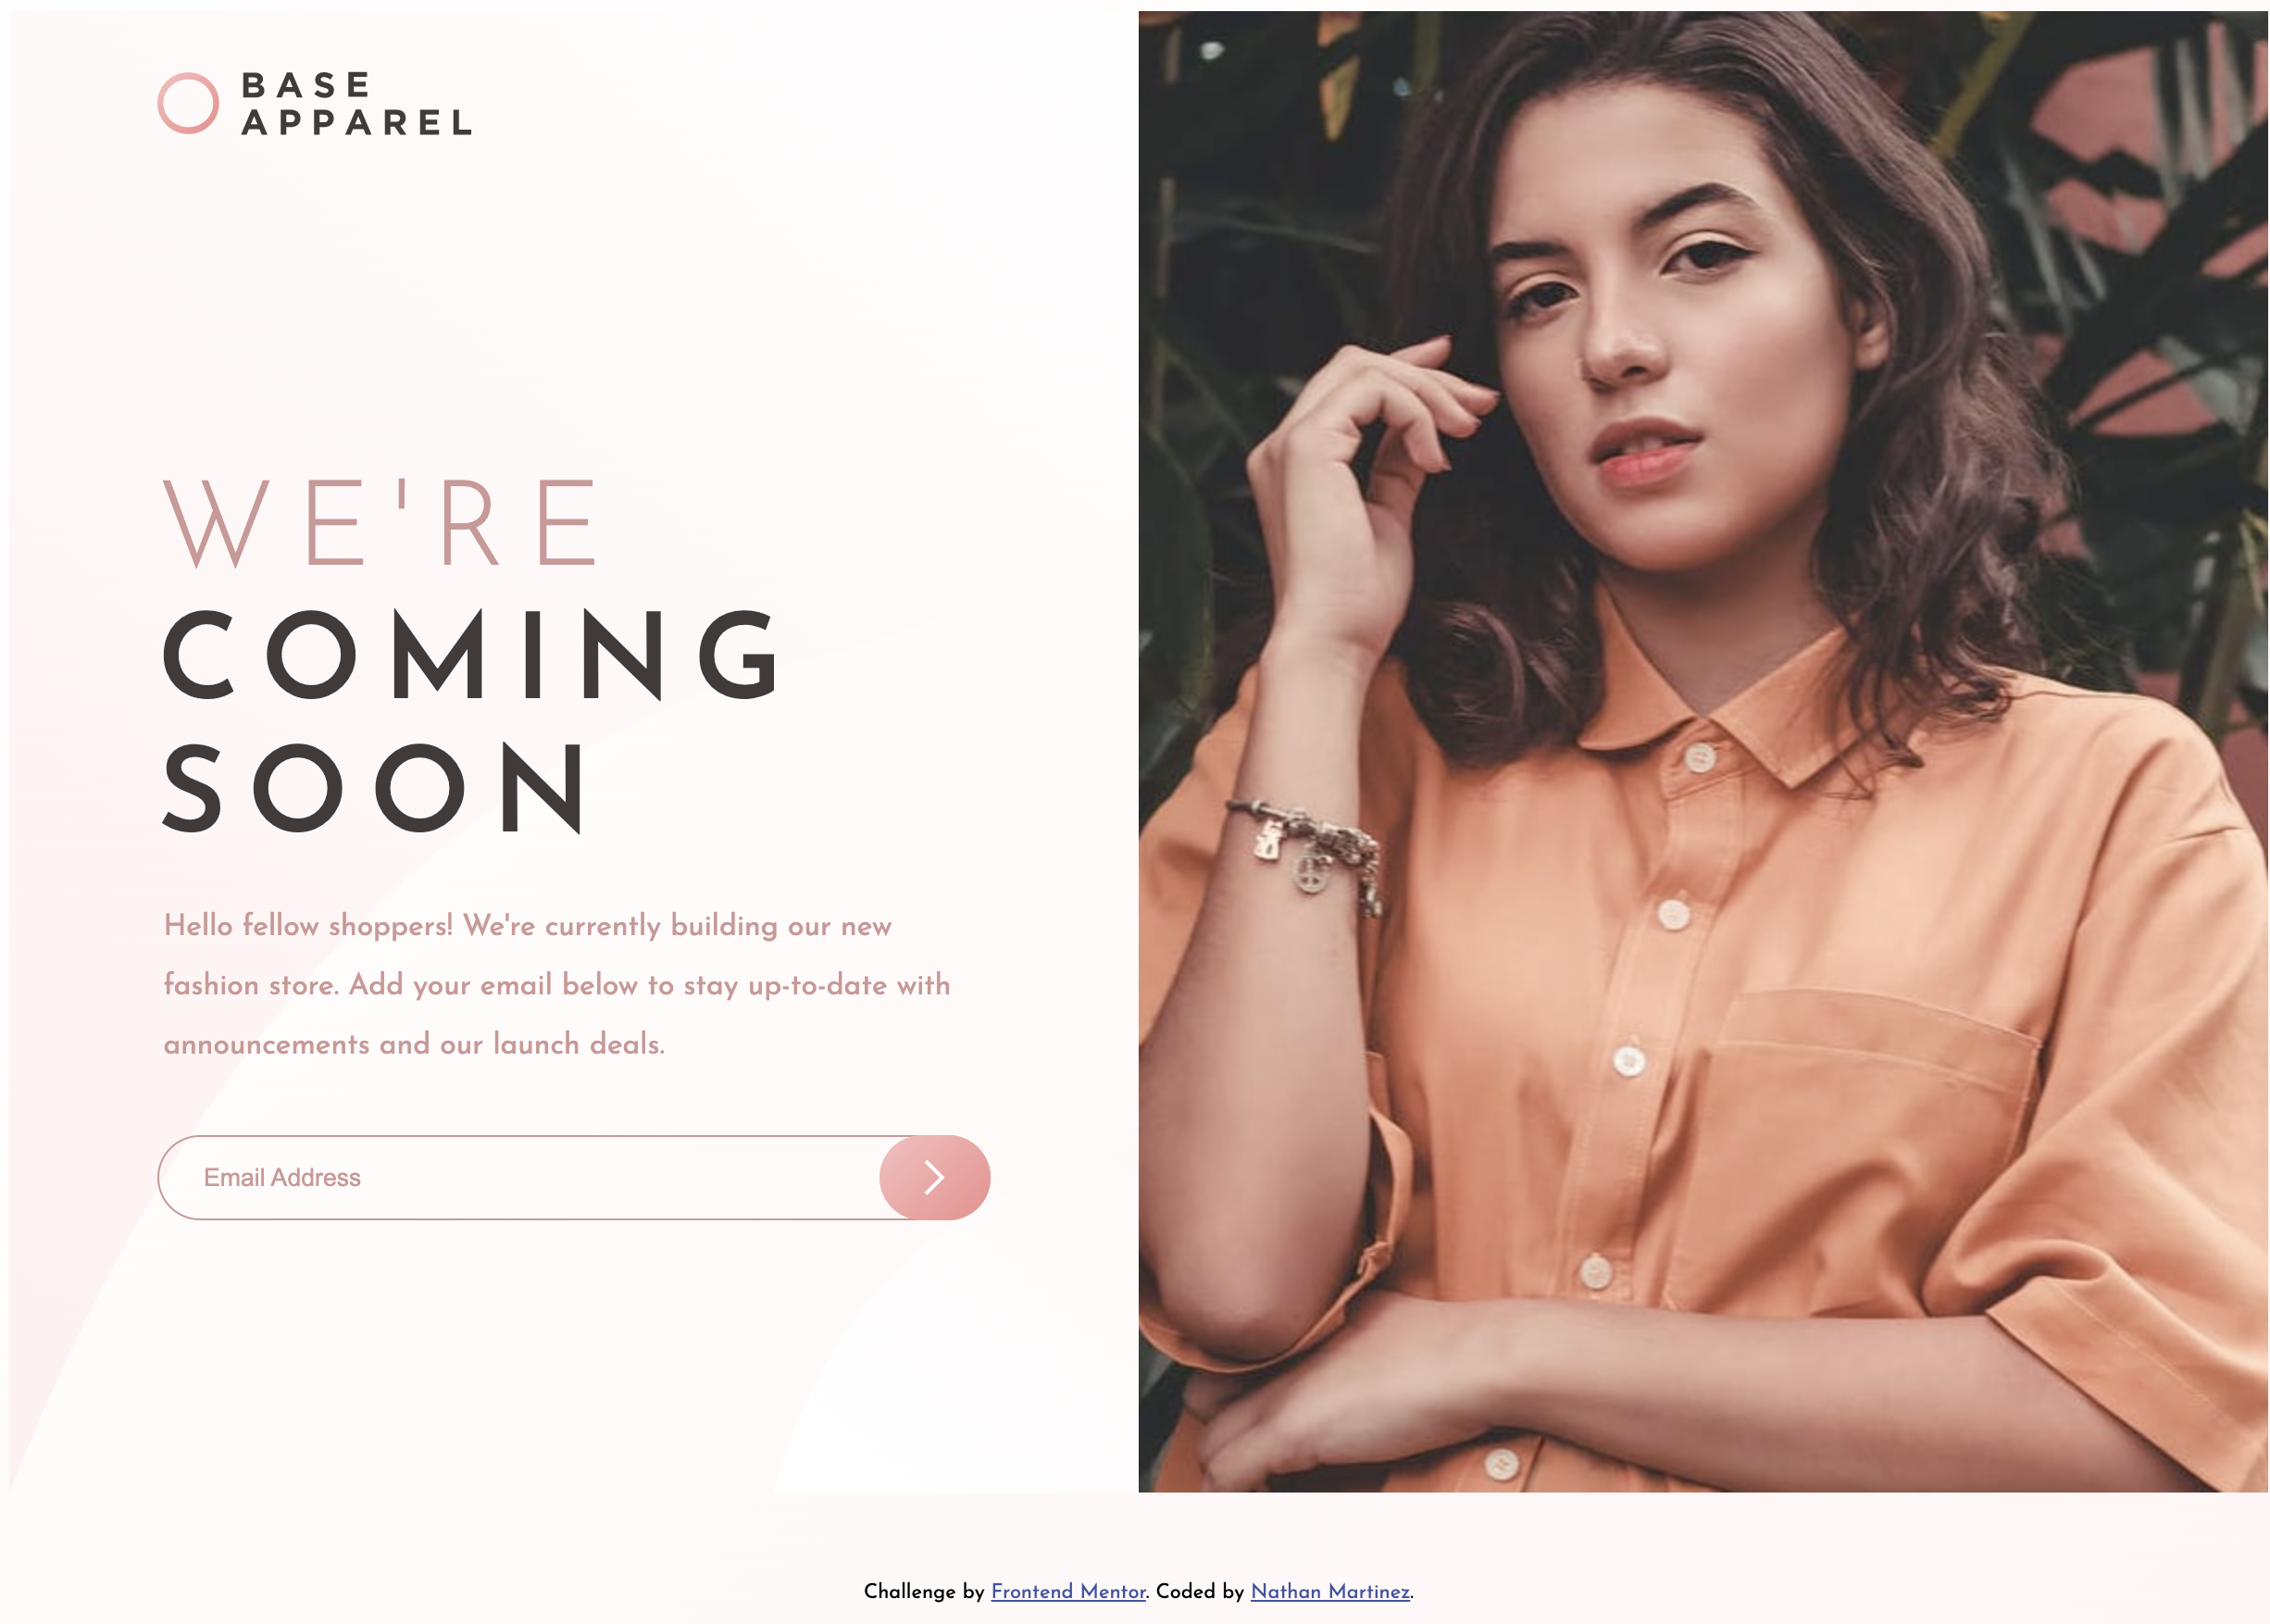 BASE
APPAREL
WE'RE
COMING
SOON
Hello fellow shoppers! We're currently building our new
fashion store. Add your email below to stay up-to-date with
announcements and our launch deals.
Email Address
Challenge by Frontend Mentor. Coded by Nathan Martinez.